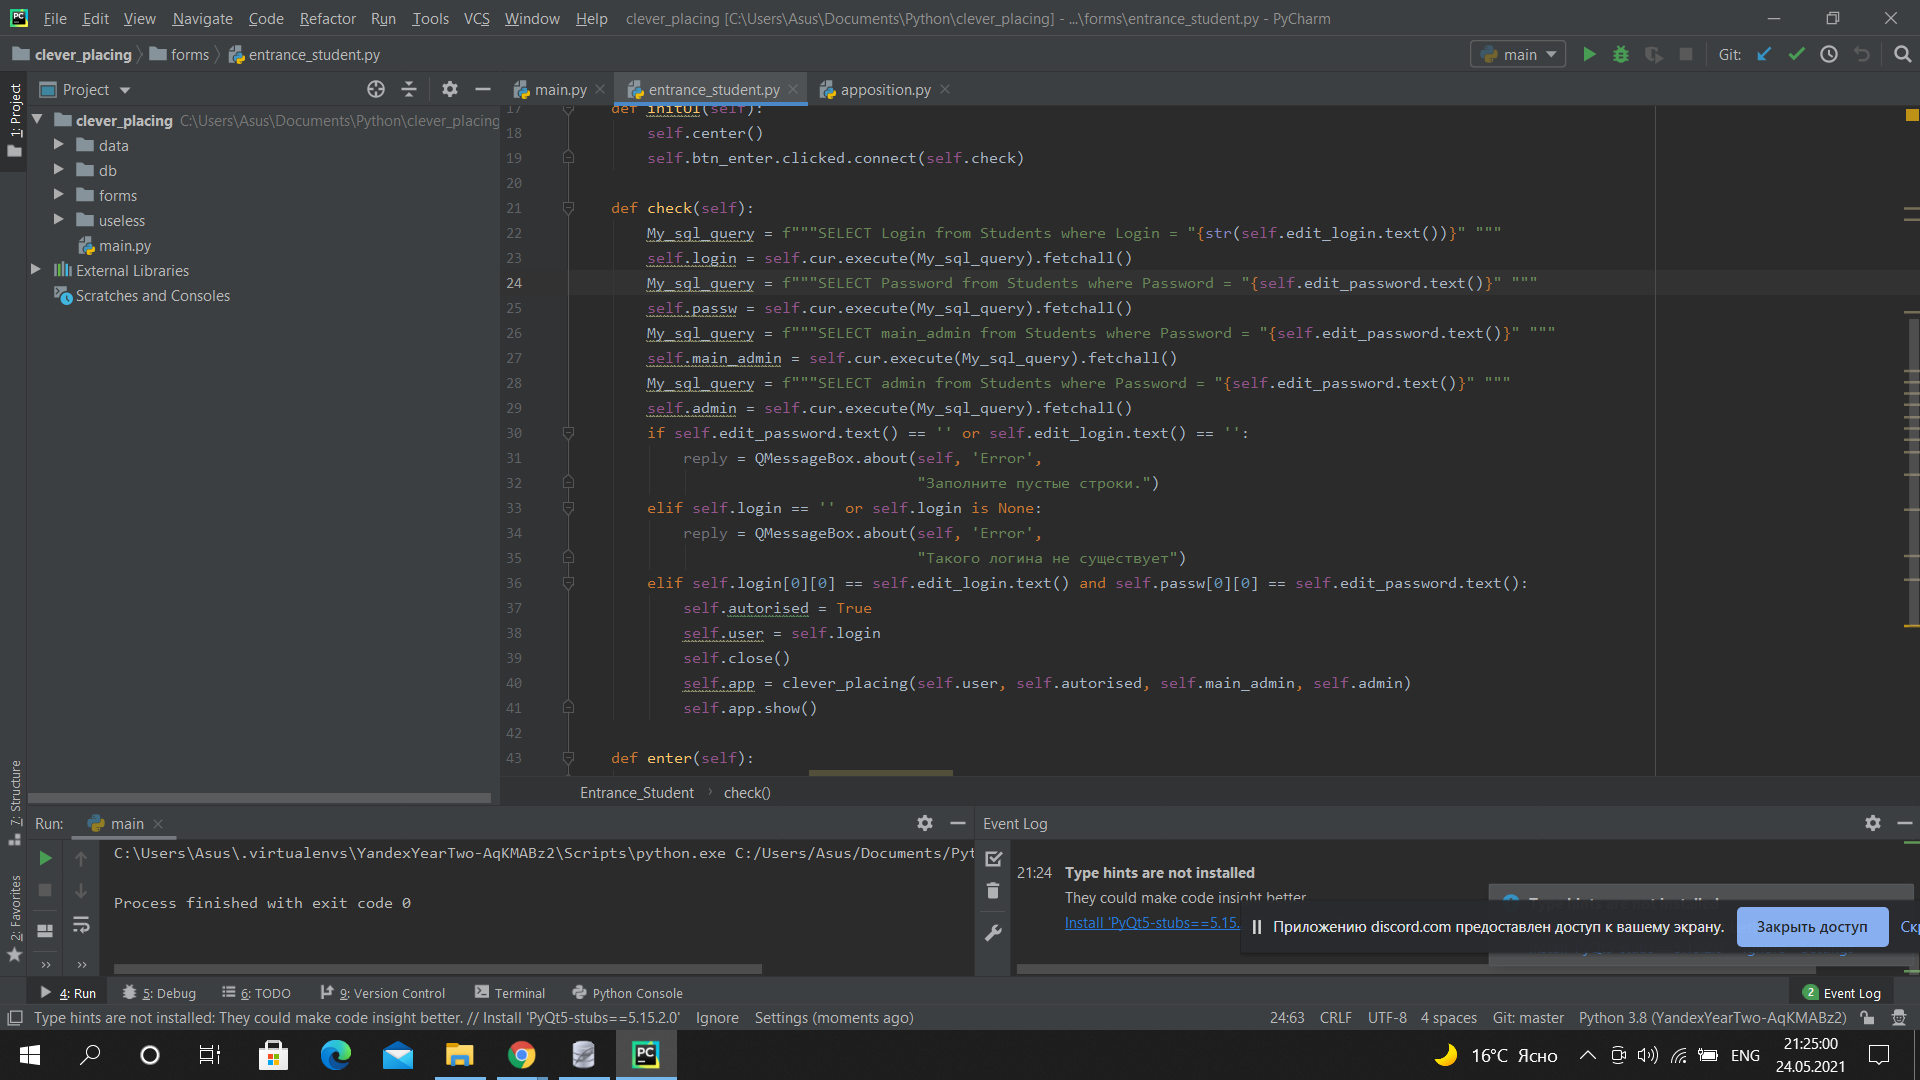 File Edit View Navigate Code Refactor Run Tools VCS Window Help clever_placing [C:\Users\Asus\Documents\Python\clever_placing] - ...\forms\entrance_student.py - PyCharm
clever_placing forms entrance_student.py main Git:
Project main.py entrance_student.py apposition.py
1: Project
clever_placing C:\Users\Asus\Documents\Python\clever_placing
data
db
forms
useless
main.py
External Libraries
Scratches and Consoles
17 def initUI(self):
18 self.center()
19 self.btn_enter.clicked.connect(self.check)
20
21 def check(self):
22 My_sql_query = f"""SELECT Login from Students where Login = "{str(self.edit_login.text())}" """
23 self.login = self.cur.execute(My_sql_query).fetchall()
24 My_sql_query = f"""SELECT Password from Students where Password = "{self.edit_password.text()}" """
25 self.passw = self.cur.execute(My_sql_query).fetchall()
26 My_sql_query = f"""SELECT main_admin from Students where Password = "{self.edit_password.text()}" """
27 self.main_admin = self.cur.execute(My_sql_query).fetchall()
28 My_sql_query = f"""SELECT admin from Students where Password = "{self.edit_password.text()}" """
29 self.admin = self.cur.execute(My_sql_query).fetchall()
30 if self.edit_password.text() == '' or self.edit_login.text() == '':
31 reply = QMessageBox.about(self, 'Error',
32 "Заполните пустые строки.")
33 elif self.login == '' or self.login is None:
34 reply = QMessageBox.about(self, 'Error',
35 "Такого логина не существует")
36 elif self.login[0][0] == self.edit_login.text() and self.passw[0][0] == self.edit_password.text():
37 self.autorised = True
38 self.user = self.login
39 self.close()
40 self.app = clever_placing(self.user, self.autorised, self.main_admin, self.admin)
41 self.app.show()
42
43 def enter(self):
Entrance_Student check()
7: Structure
2: Favorites
Run: main
C:\Users\Asus\.virtualenvs\YandexYearTwo-AqKMABz2\Scripts\python.exe C:/Users/Asus/Documents/Pyt
Process finished with exit code 0
Event Log
21:24 Type hints are not installed
They could make code insight better.
Install 'PyQt5-stubs==5.15.
Приложению discord.com предоставлен доступ к вашему экрану. Закрыть доступ
4: Run 5: Debug 6: TODO 9: Version Control Terminal Python Console 2 Event Log
Type hints are not installed: They could make code insight better. // Install 'PyQt5-stubs==5.15.2.0' Ignore Settings (moments ago) 24:63 CRLF UTF-8 4 spaces Git: master Python 3.8 (YandexYearTwo-AqKMABz2)
16°C Ясно ENG 21:25:00
24.05.2021